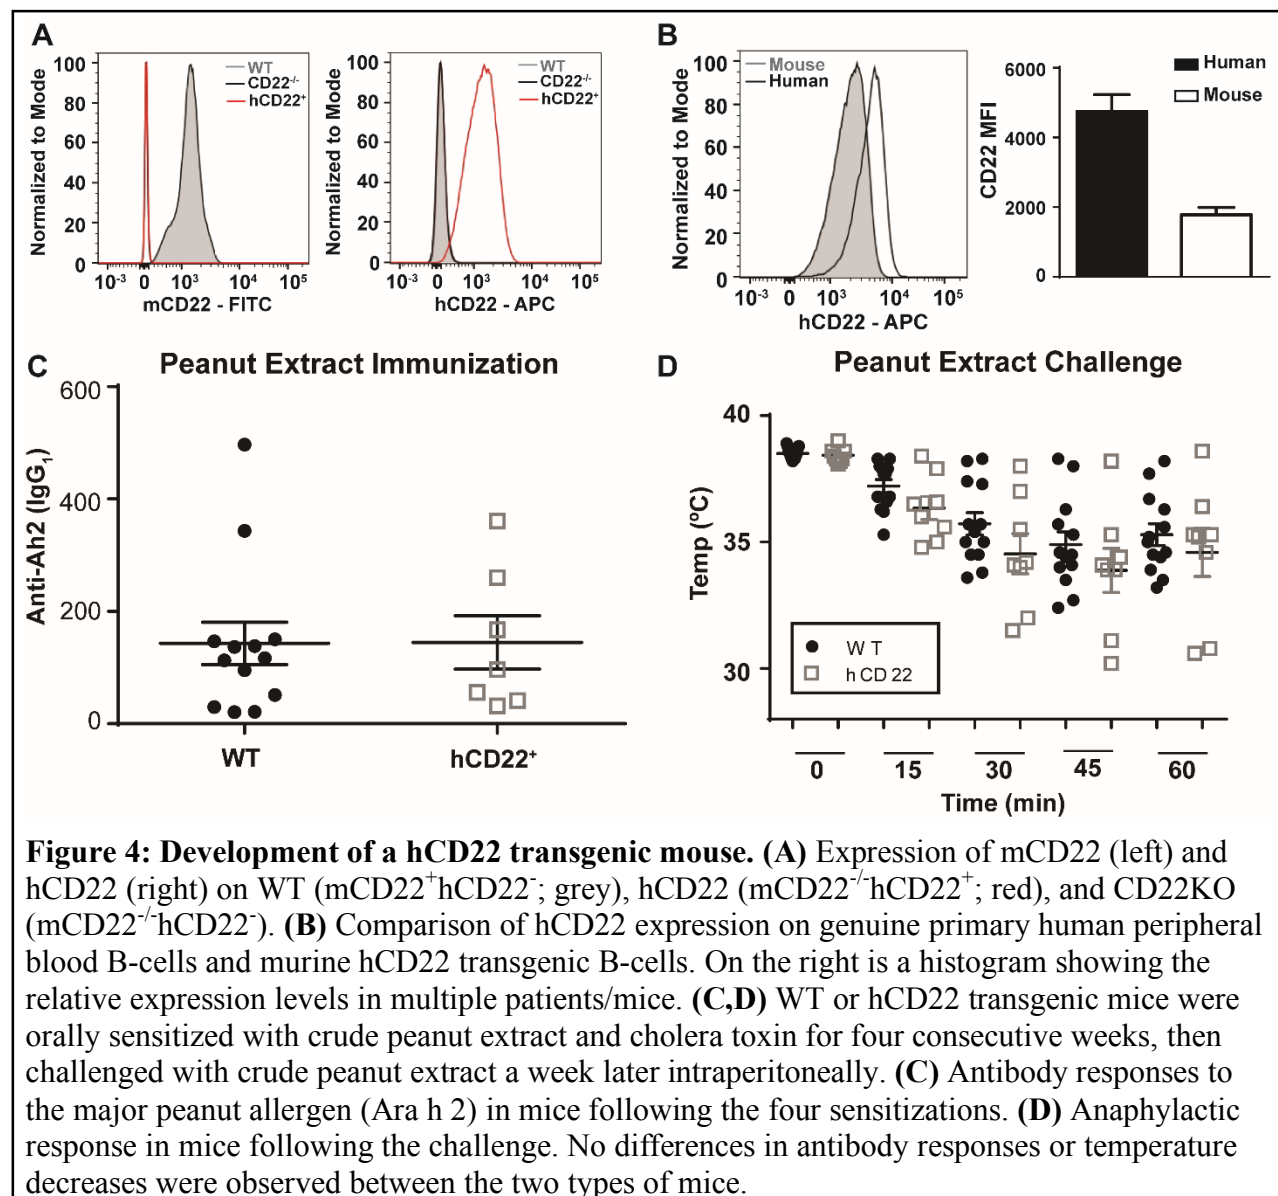 A
100
80
60
40
20
0
Normalized to Mode
WT
CD22-/-
hCD22+
-10-3 0 103 104 105
mCD22 - FITC
100
80
60
40
20
0
Normalized to Mode
WT
CD22-/-
hCD22+
-10-3 0 103 104 105
hCD22 - APC
B
100
80
60
40
20
0
Normalized to Mode
Mouse
Human
-10-3 0 103 104 105
hCD22 - APC
6000
4000
2000
0
CD22 MFI
Human
Mouse
C
Peanut Extract Immunization
600
400
200
0
Anti-Ah2 (IgG1)
WT
hCD22+
D
Peanut Extract Challenge
40
35
30
Temp (ºC)
WT
hCD22
0 15 30 45 60
Time (min)
Figure 4: Development of a hCD22 transgenic mouse. (A) Expression of mCD22 (left) and
hCD22 (right) on WT (mCD22+hCD22-; grey), hCD22 (mCD22-/-hCD22+; red), and CD22KO
(mCD22-/-hCD22-). (B) Comparison of hCD22 expression on genuine primary human peripheral
blood B-cells and murine hCD22 transgenic B-cells. On the right is a histogram showing the
relative expression levels in multiple patients/mice. (C,D) WT or hCD22 transgenic mice were
orally sensitized with crude peanut extract and cholera toxin for four consecutive weeks, then
challenged with crude peanut extract a week later intraperitoneally. (C) Antibody responses to
the major peanut allergen (Ara h 2) in mice following the four sensitizations. (D) Anaphylactic
response in mice following the challenge. No differences in antibody responses or temperature
decreases were observed between the two types of mice.